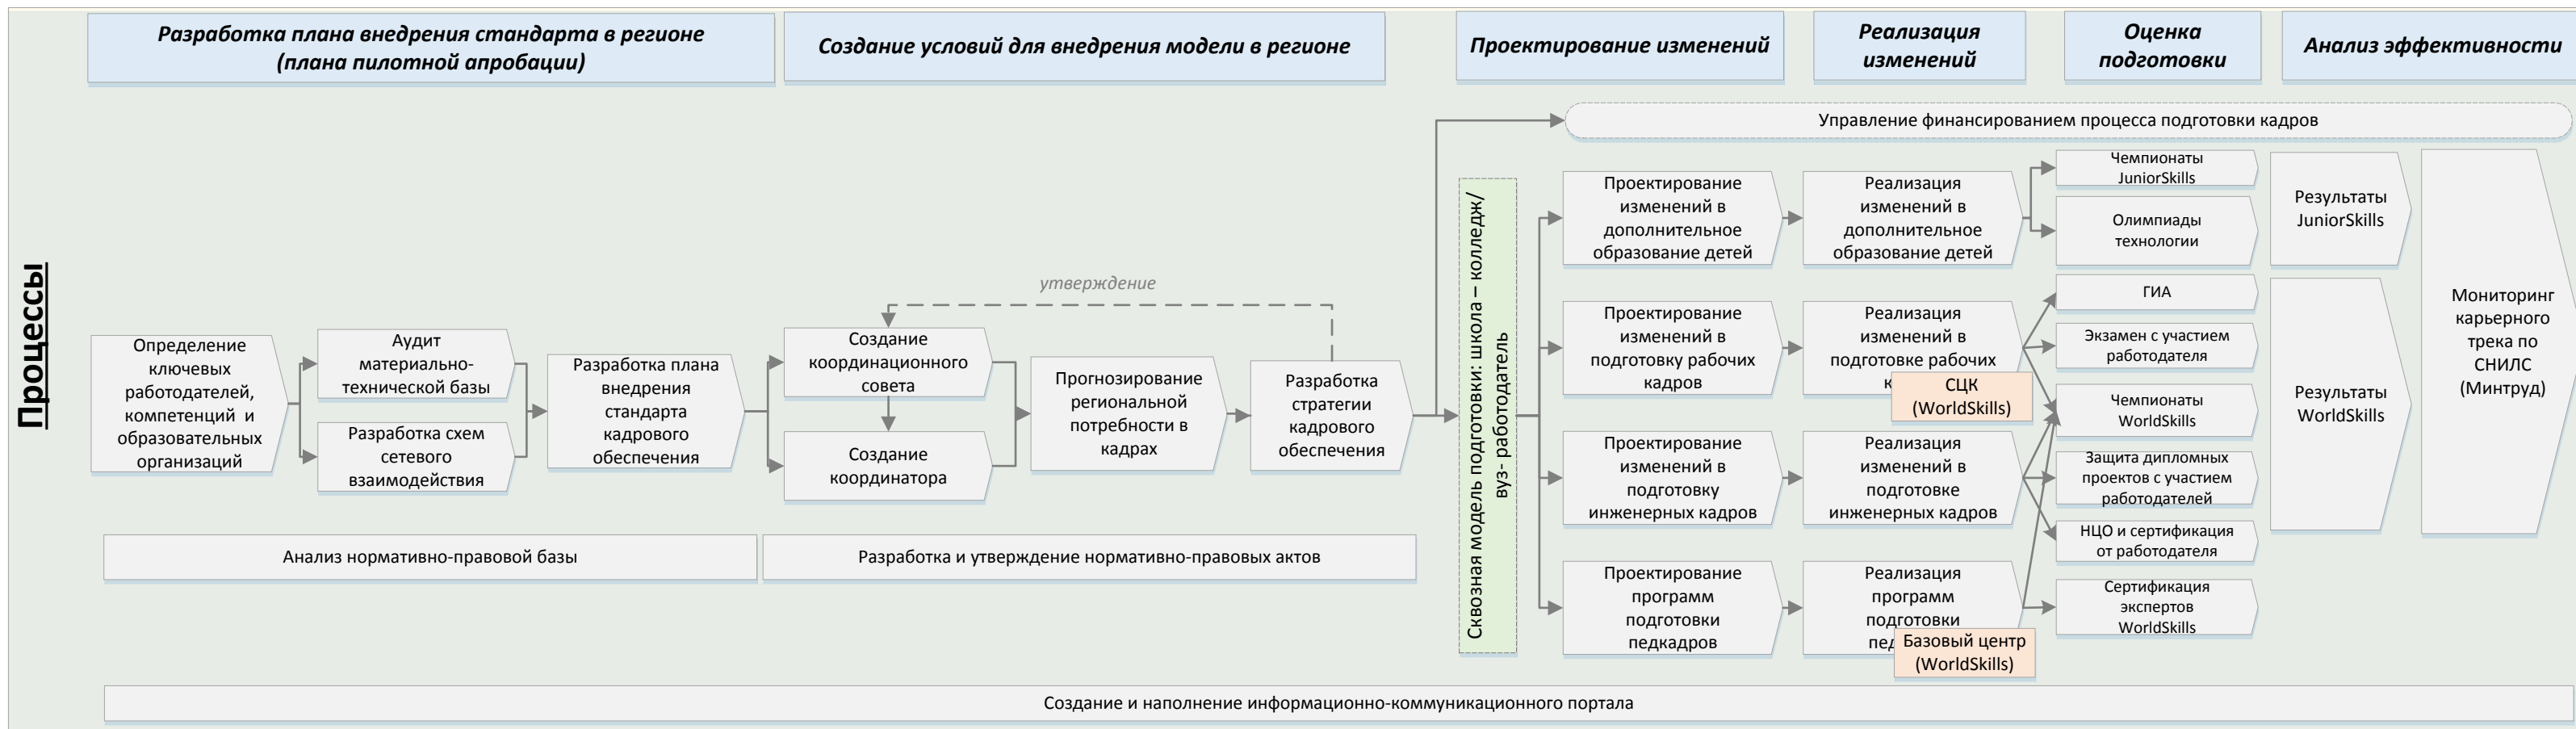 Разработка плана внедрения стандарта в регионе
(плана пилотной апробации)
Создание условий для внедрения модели в регионе
Проектирование изменений
Реализация
изменений
Оценка
подготовки
Анализ эффективности
Процессы
Управление финансированием процесса подготовки кадров
Определение
ключевых
работодателей,
компетенций и
образовательных
организаций
Аудит
материально-
технической базы
Разработка схем
сетевого
взаимодействия
Разработка плана
внедрения
стандарта
кадрового
обеспечения
утверждение
Создание
координационного
совета
Создание
координатора
Прогнозирование
региональной
потребности в
кадрах
Разработка
стратегии
кадрового
обеспечения
Сквозная модель подготовки: школа – колледж/
вуз- работодатель
Проектирование
изменений в
дополнительное
образование детей
Реализация
изменений в
дополнительное
образование детей
Проектирование
изменений в
подготовку рабочих
кадров
Реализация
изменений в
подготовке рабочих
СЦК
(WorldSkills)
Проектирование
изменений в
подготовку
инженерных кадров
Реализация
изменений в
подготовке
инженерных кадров
Проектирование
программ
подготовки
педкадров
Реализация
программ
подготовки
Базовый центр
(WorldSkills)
Чемпионаты
JuniorSkills
Олимпиады
технологии
ГИА
Экзамен с участием
работодателя
Чемпионаты
WorldSkills
Защита дипломных
проектов с участием
работодателей
НЦО и сертификация
от работодателя
Сертификация
экспертов
WorldSkills
Результаты
JuniorSkills
Результаты
WorldSkills
Мониторинг
карьерного
трека по
СНИЛС
(Минтруд)
Анализ нормативно-правовой базы
Разработка и утверждение нормативно-правовых актов
Создание и наполнение информационно-коммуникационного портала